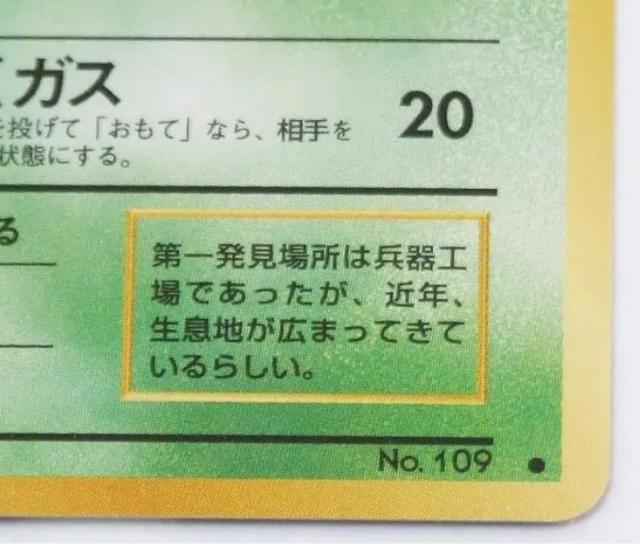 ガス
20
を投げて「おもて」なら、相手を
状態にする。
る
第一発見場所は兵器工
場であったが、近年、
生息地が広まってきて
いるらしい。
No. 109 ●